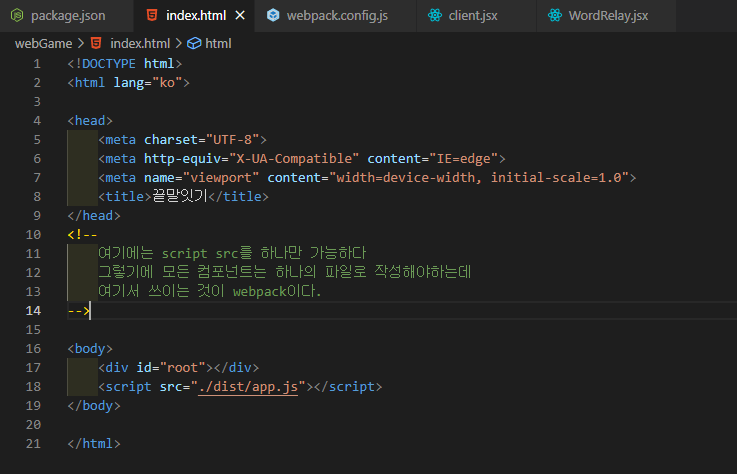 package.json index.html webpack.config.js client.jsx WordRelay.jsx
webGame > index.html > html
1 <!DOCTYPE html>
2 <html lang="ko">
3
4 <head>
5 <meta charset="UTF-8">
6 <meta http-equiv="X-UA-Compatible" content="IE=edge">
7 <meta name="viewport" content="width=device-width, initial-scale=1.0">
8 <title>끝말잇기</title>
9 </head>
10 <!--
11 여기에는 script src를 하나만 가능하다
12 그렇기에 모든 컴포넌트는 하나의 파일로 작성해야하는데
13 여기서 쓰이는 것이 webpack이다.
14 -->
15
16 <body>
17 <div id="root"></div>
18 <script src="./dist/app.js"></script>
19 </body>
20
21 </html>